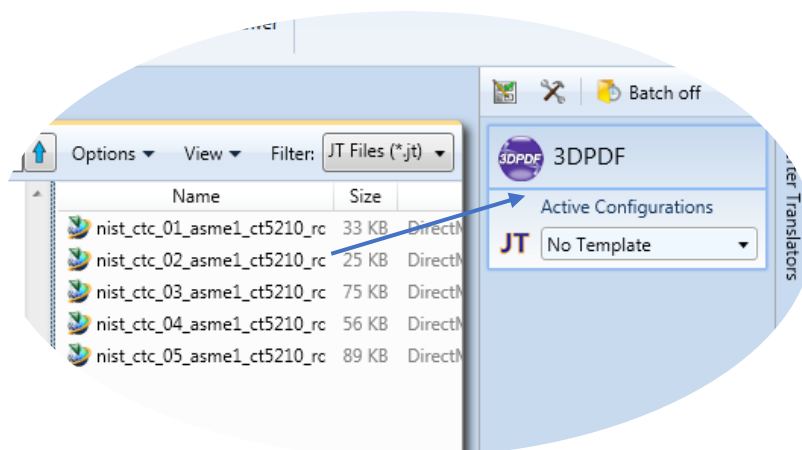 Batch off
Options
View
Filter:
JT Files (*.jt)
3DPDF
3DPDF
Name
Size
Active Configurations
nist_ctc_01_asme1_ct5210_rc
33 KB
JT
No Template
nist_ctc_02_asme1_ct5210_rc
25 KB
nist_ctc_03_asme1_ct5210_rc
75 KB
nist_ctc_04_asme1_ct5210_rc
56 KB
nist_ctc_05_asme1_ct5210_rc
89 KB
Translators